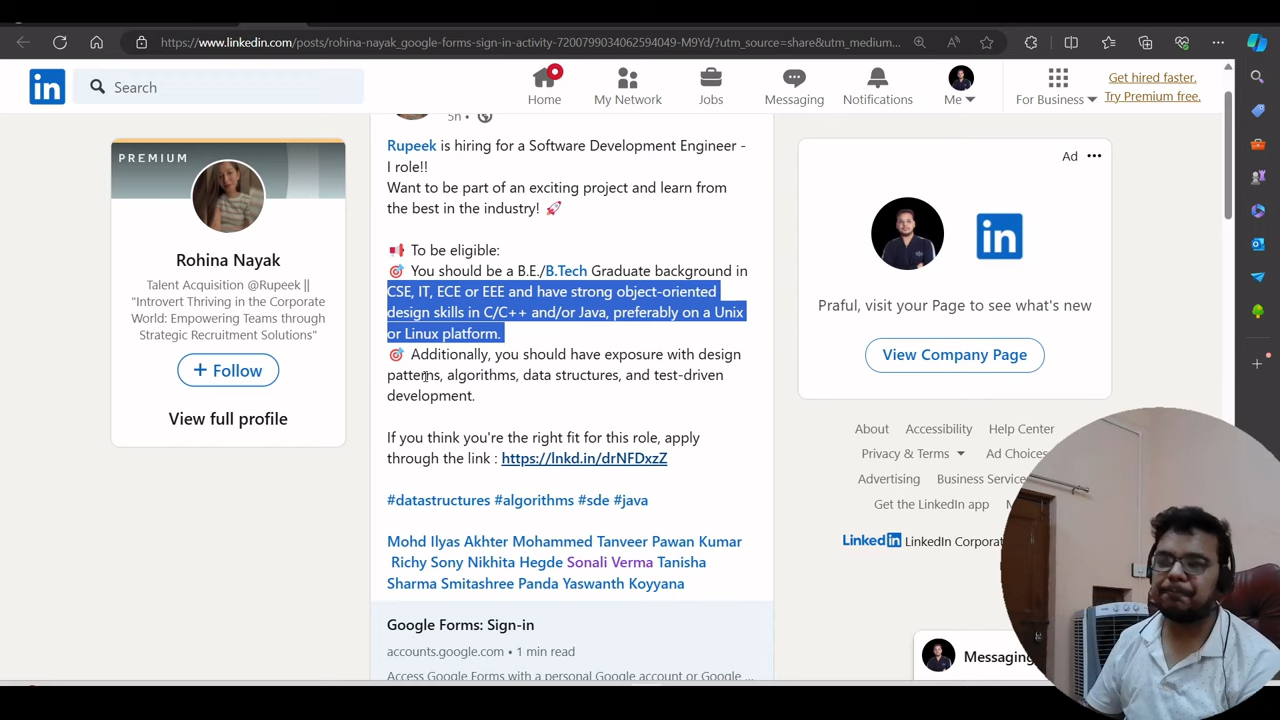 https://www.linkedin.com/posts/rohina-nayak_google-forms-sign-in-activity-7200799034062594049-M9Yd/?utm_source=share&utm_medium...
in
Search
Home
My Network
Jobs
Messaging
Notifications
Me
For Business
Get hired faster.
Try Premium free.
PREMIUM
Rohina Nayak
Talent Acquisition @Rupeek ||
"Introvert Thriving in the Corporate
World: Empowering Teams through
Strategic Recruitment Solutions"
+ Follow
View full profile
5h •
Rupeek is hiring for a Software Development Engineer -
I role!!
Want to be part of an exciting project and learn from
the best in the industry! 🚀
📢 To be eligible:
🎯 You should be a B.E./B.Tech Graduate background in
CSE, IT, ECE or EEE and have strong object-oriented
design skills in C/C++ and/or Java, preferably on a Unix
or Linux platform.
🎯 Additionally, you should have exposure with design
patterns, algorithms, data structures, and test-driven
development.
If you think you're the right fit for this role, apply
through the link : https://lnkd.in/drNFDxzZ
#datastructures #algorithms #sde #java
Mohd Ilyas Akhter Mohammed Tanveer Pawan Kumar
Richy Sony Nikhita Hegde Sonali Verma Tanisha
Sharma Smitashree Panda Yaswanth Koyyana
Google Forms: Sign-in
accounts.google.com • 1 min read
Access Google Forms with a personal Google account or Google ...
Ad •••
in
Praful, visit your Page to see what's new
View Company Page
About Accessibility Help Center
Privacy & Terms Ad Choices
Advertising Business Service
Get the LinkedIn app
Linked in LinkedIn Corporat
Messaging